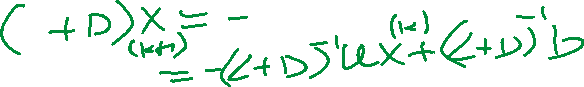 ( +D)X(k+1) = -
= -(L+D)⁻¹UX⁽ᵏ⁾+(L+D)⁻¹b